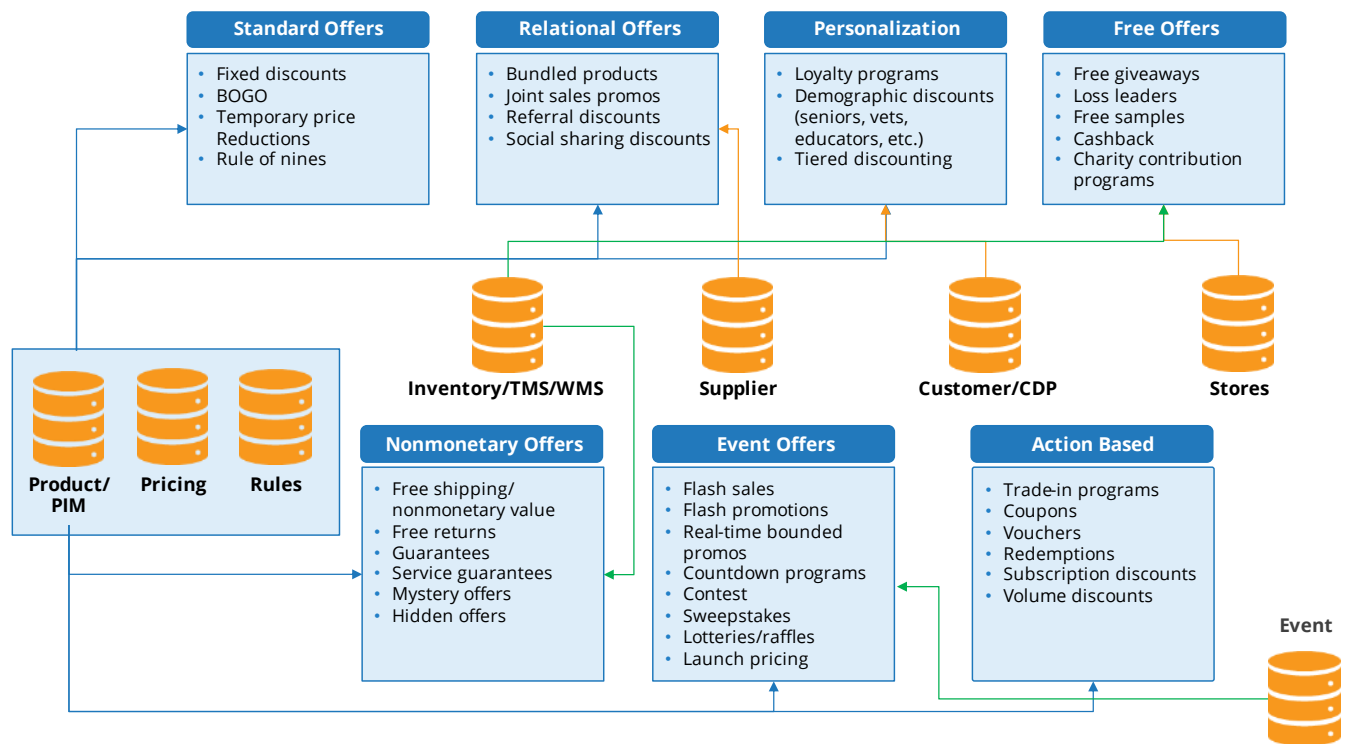 Standard Offers
• Fixed discounts
• BOGO
• Temporary price
Reductions
• Rule of nines
Relational Offers
• Bundled products
• Joint sales promos
• Referral discounts
• Social sharing discounts
Personalization
• Loyalty programs
• Demographic discounts
(seniors, vets,
educators, etc.)
• Tiered discounting
Free Offers
• Free giveaways
• Loss leaders
• Free samples
• Cashback
• Charity contribution
programs
Inventory/TMS/WMS
Supplier
Customer/CDP
Stores
Product/
PIM
Pricing
Rules
Nonmonetary Offers
• Free shipping/
nonmonetary value
• Free returns
• Guarantees
• Service guarantees
• Mystery offers
• Hidden offers
Event Offers
• Flash sales
• Flash promotions
• Real-time bounded
promos
• Countdown programs
• Contest
• Sweepstakes
• Lotteries/raffles
• Launch pricing
Action Based
• Trade-in programs
• Coupons
• Vouchers
• Redemptions
• Subscription discounts
• Volume discounts
Event